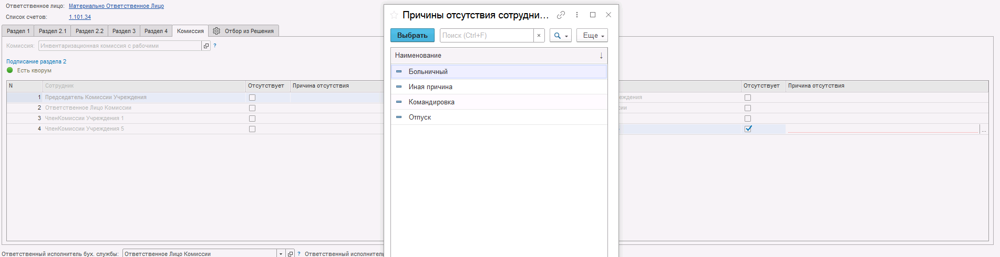 Ответственное лицо: Материально Ответственное Лицо
Список счетов: 1.101.34
Раздел 1 Раздел 2.1 Раздел 2.2 Раздел 3 Раздел 4 Комиссия Отбор из Решения
Комиссия: Инвентаризационная комиссия с рабочими ?
Подписание раздела 2
Есть кворум
N Сотрудник Отсутствует Причина отсутствия
1 Председатель Комиссии Учреждения
2 Ответственное Лицо Комиссии
3 ЧленКомиссии Учреждения 1
4 ЧленКомиссии Учреждения 5
Причины отсутствия сотрудни...
Выбрать Поиск (Ctrl+F) × Еще
Наименование ↓
Больничный
Иная причина
Командировка
Отпуск
Отсутствует Причина отсутствия
еждения
сии
...
Ответственный исполнитель бух. службы: Ответственное Лицо Комиссии ? Ответственный исполнитель